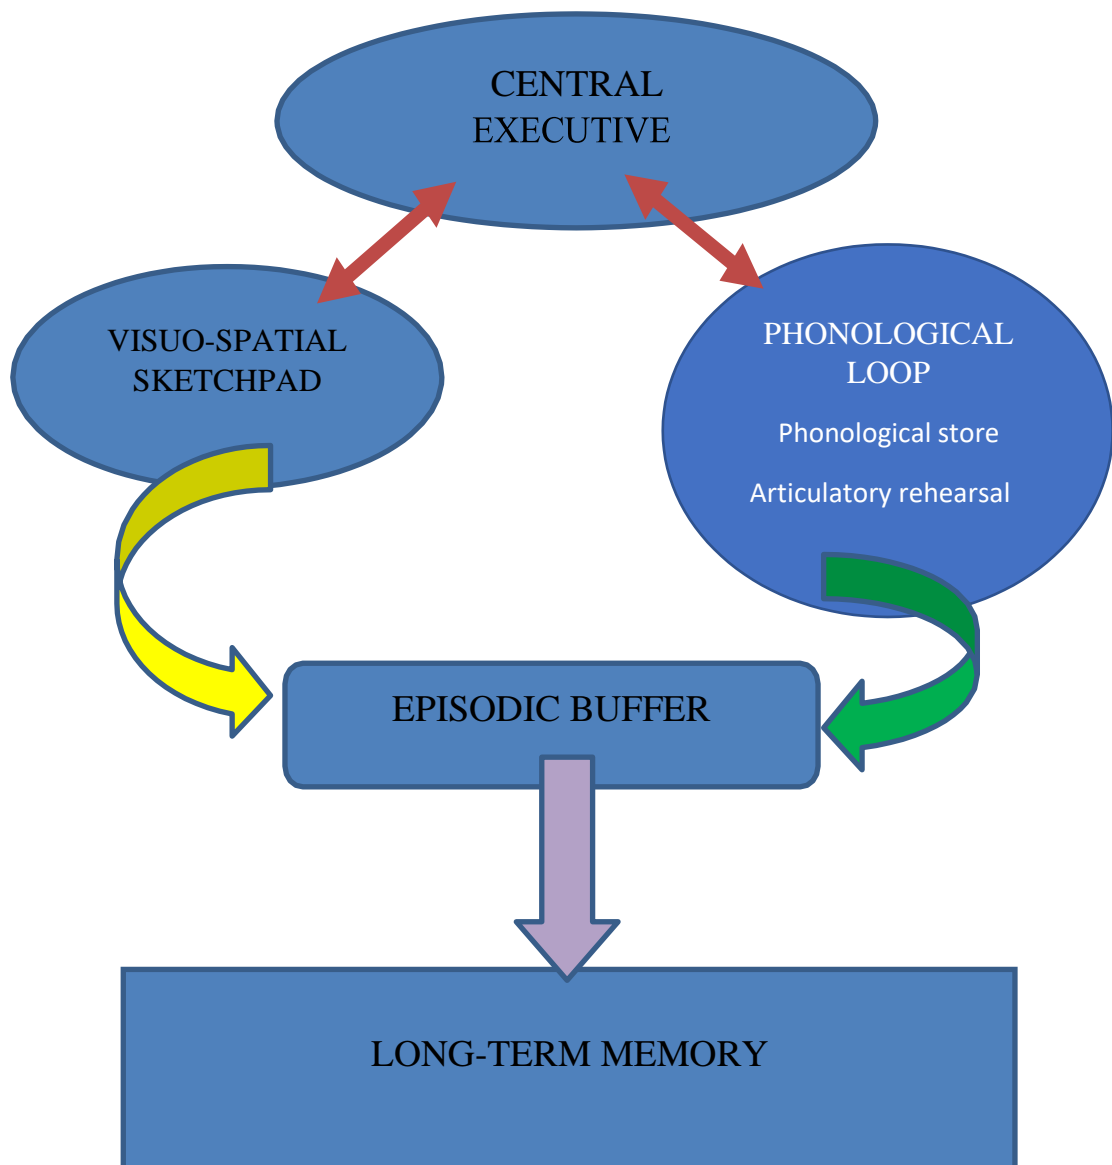 CENTRAL
EXECUTIVE
VISUO-SPATIAL
SKETCHPAD
PHONOLOGICAL
LOOP
Phonological store
Articulatory rehearsal
EPISODIC BUFFER
LONG-TERM MEMORY